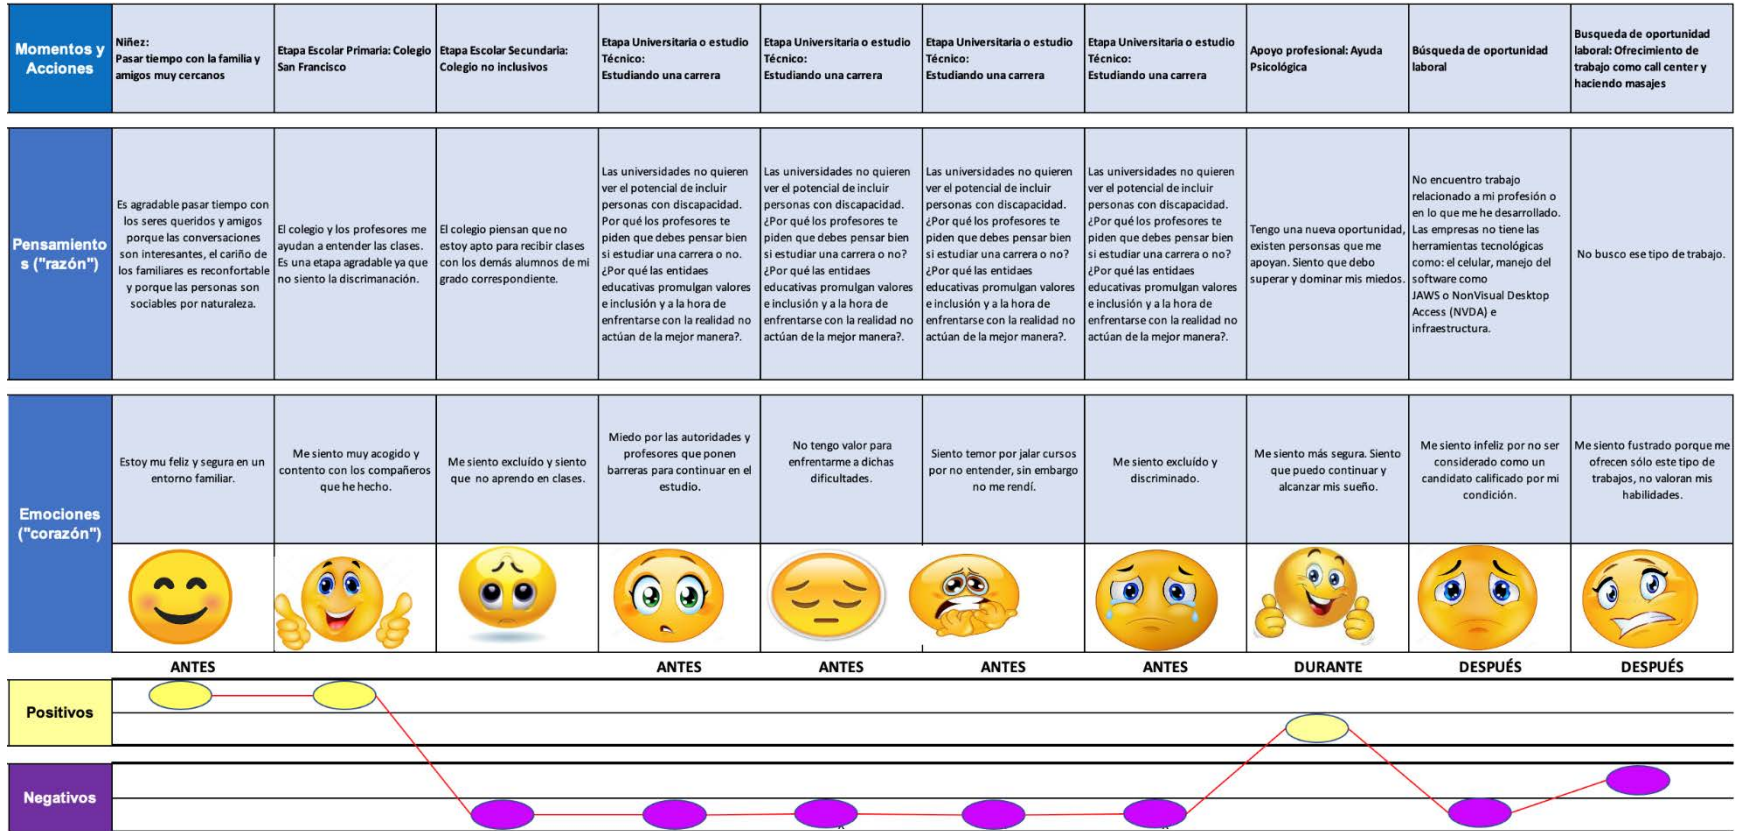 Momentos y
Acciones
Niñez:
Pasar tiempo con la familia y
amigos muy cercanos
Etapa Escolar Primaria: Colegio
San Francisco
Etapa Escolar Secundaria:
Colegio no inclusivos
Etapa Universitaria o estudio
Técnico:
Estudiando una carrera
Etapa Universitaria o estudio
Técnico:
Estudiando una carrera
Etapa Universitaria o estudio
Técnico:
Estudiando una carrera
Etapa Universitaria o estudio
Técnico:
Estudiando una carrera
Apoyo profesional: Ayuda
Psicológica
Búsqueda de oportunidad
laboral
Busqueda de oportunidad
laboral: Ofrecimiento de
trabajo como call center y
haciendo masajes
Pensamiento
s ("razón")
Es agradable pasar tiempo con
los seres queridos y amigos
porque las conversaciones
son interesantes, el cariño de
los familiares es reconfortable
y porque las personas son
sociables por naturaleza.
El colegio y los profesores me
ayudan a entender las clases.
Es una etapa agradable ya que
no siento la discrimanación.
El colegio piensan que no
estoy apto para recibir clases
con los demás alumnos de mi
grado correspondiente.
Las universidades no quieren
ver el potencial de incluir
personas con discapacidad.
Por qué los profesores te
piden que debes pensar bien
si estudiar una carrera o no.
¿Por qué las entidaes
educativas promulgan valores
e inclusión y a la hora de
enfrentarse con la realidad no
actúan de la mejor manera?.
Las universidades no quieren
ver el potencial de incluir
personas con discapacidad.
¿Por qué los profesores te
piden que debes pensar bien
si estudiar una carrera o no?
¿Por qué las entidaes
educativas promulgan valores
e inclusión y a la hora de
enfrentarse con la realidad no
actúan de la mejor manera?.
Las universidades no quieren
ver el potencial de incluir
personas con discapacidad.
¿Por qué los profesores te
piden que debes pensar bien
si estudiar una carrera o no?
¿Por qué las entidaes
educativas promulgan valores
e inclusión y a la hora de
enfrentarse con la realidad no
actúan de la mejor manera?.
Las universidades no quieren
ver el potencial de incluir
personas con discapacidad.
¿Por qué los profesores te
piden que debes pensar bien
si estudiar una carrera o no?
¿Por qué las entidaes
educativas promulgan valores
e inclusión y a la hora de
enfrentarse con la realidad no
actúan de la mejor manera?.
Tengo una nueva oportunidad,
existen personsas que me
apoyan. Siento que debo
superar y dominar mis miedos.
No encuentro trabajo
relacionado a mi profesión o
en lo que me he desarrollado.
Las empresas no tiene las
herramientas tecnológicas
como: el celular, manejo del
software como
JAWS o NonVisual Desktop
Access (NVDA) e
infraestructura.
No busco ese tipo de trabajo.
Emociones
("corazón")
Estoy mu feliz y segura en un
entorno familiar.
Me siento muy acogido y
contento con los compañeros
que he hecho.
Me siento excluído y siento
que no aprendo en clases.
Miedo por las autoridades y
profesores que ponen
barreras para continuar en el
estudio.
No tengo valor para
enfrentarme a dichas
dificultades.
Siento temor por jalar cursos
por no entender, sin embargo
no me rendí.
Me siento excluído y
discriminado.
Me siento más segura. Siento
que puedo continuar y
alcanzar mis sueño.
Me siento infeliz por no ser
considerado como un
candidato calificado por mi
condición.
Me siento fustrado porque me
ofrecen sólo este tipo de
trabajos, no valoran mis
habilidades.
ANTES
ANTES
ANTES
ANTES
ANTES
DURANTE
DESPUÉS
DESPUÉS
Positivos
Negativos